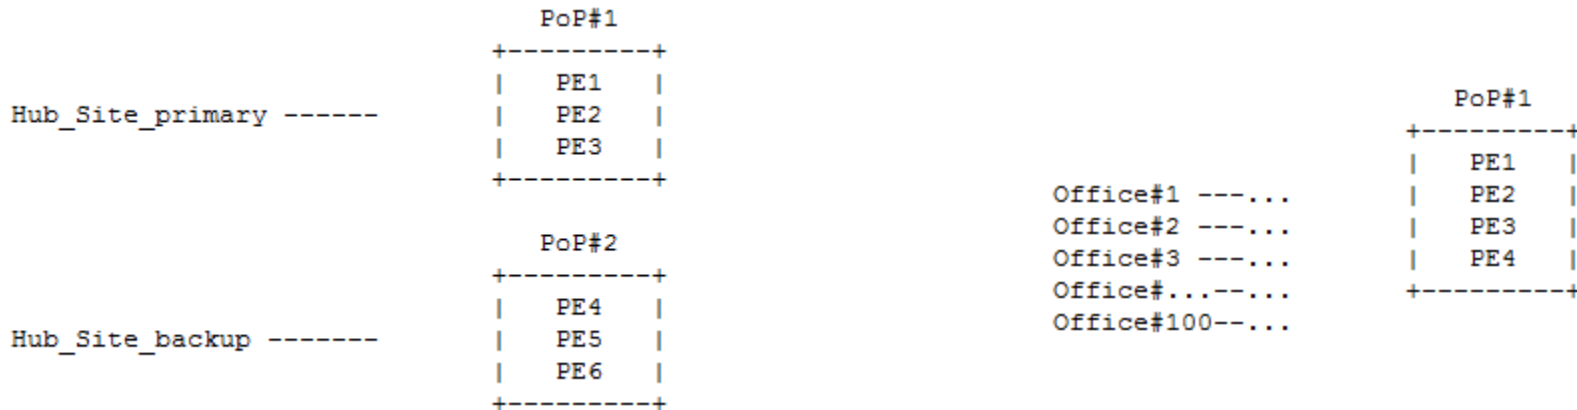 PoP#1
+---------+
|   PE1   |
Hub_Site_primary ------ |   PE2   |
|   PE3   |
+---------+
PoP#2
+---------+
|   PE4   |
Hub_Site_backup ------- |   PE5   |
|   PE6   |
+---------+
PoP#1
+---------+
|   PE1   |
Office#1 ---... |   PE2   |
Office#2 ---... |   PE3   |
Office#3 ---... |   PE4   |
Office#...--... +---------+
Office#100--...